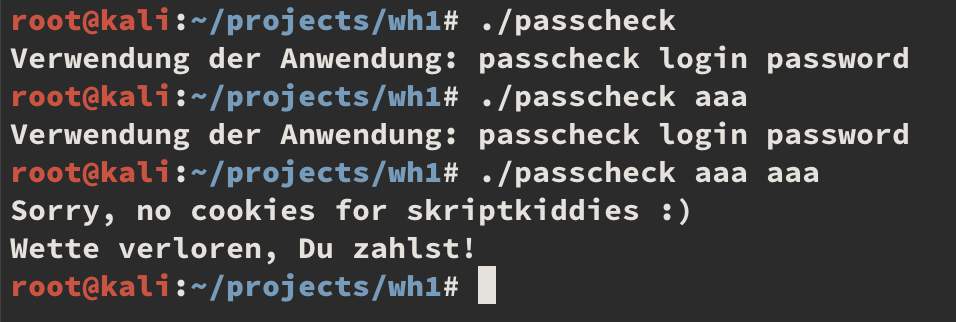 root@kali:~/projects/wh1# ./passcheck
Verwendung der Anwendung: passcheck login password
root@kali:~/projects/wh1# ./passcheck aaa
Verwendung der Anwendung: passcheck login password
root@kali:~/projects/wh1# ./passcheck aaa aaa
Sorry, no cookies for skriptkiddies :)
Wette verloren, Du zahlst!
root@kali:~/projects/wh1#